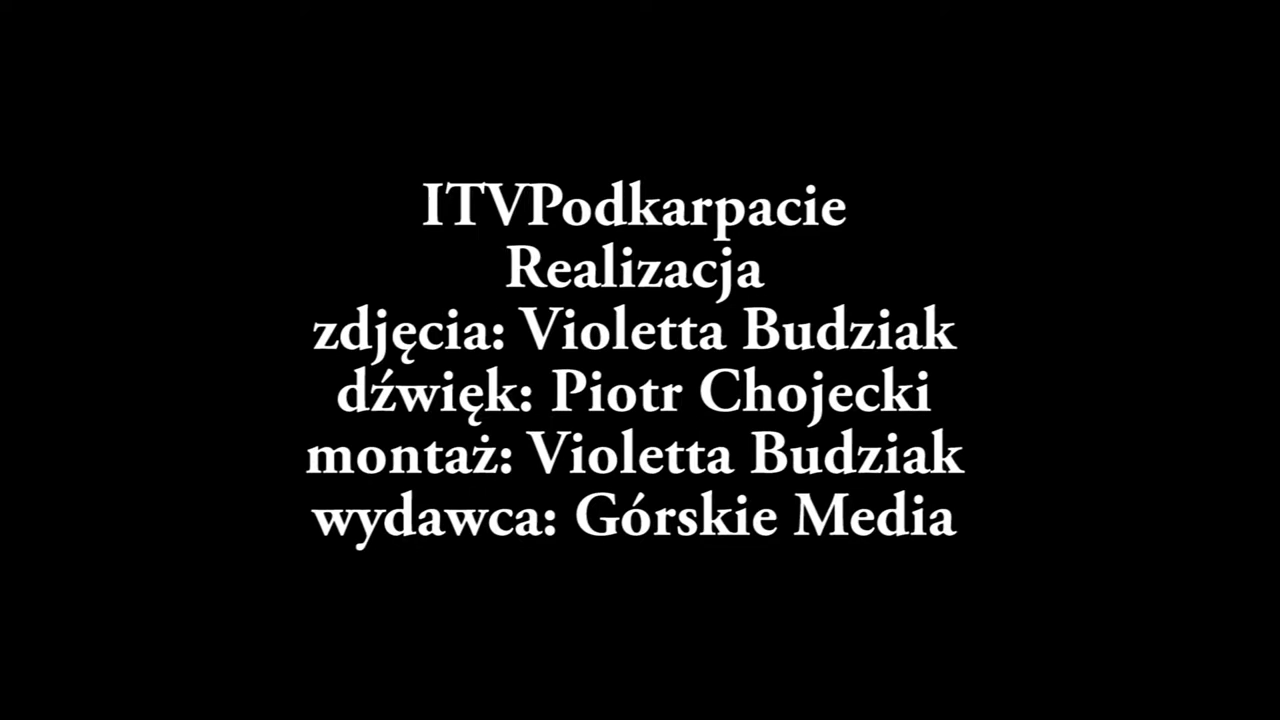 ITVPodkarpacie
Realizacja
zdjęcia: Violetta Budziak
dźwięk: Piotr Chojecki
montaż: Violetta Budziak
wydawca: Górskie Media